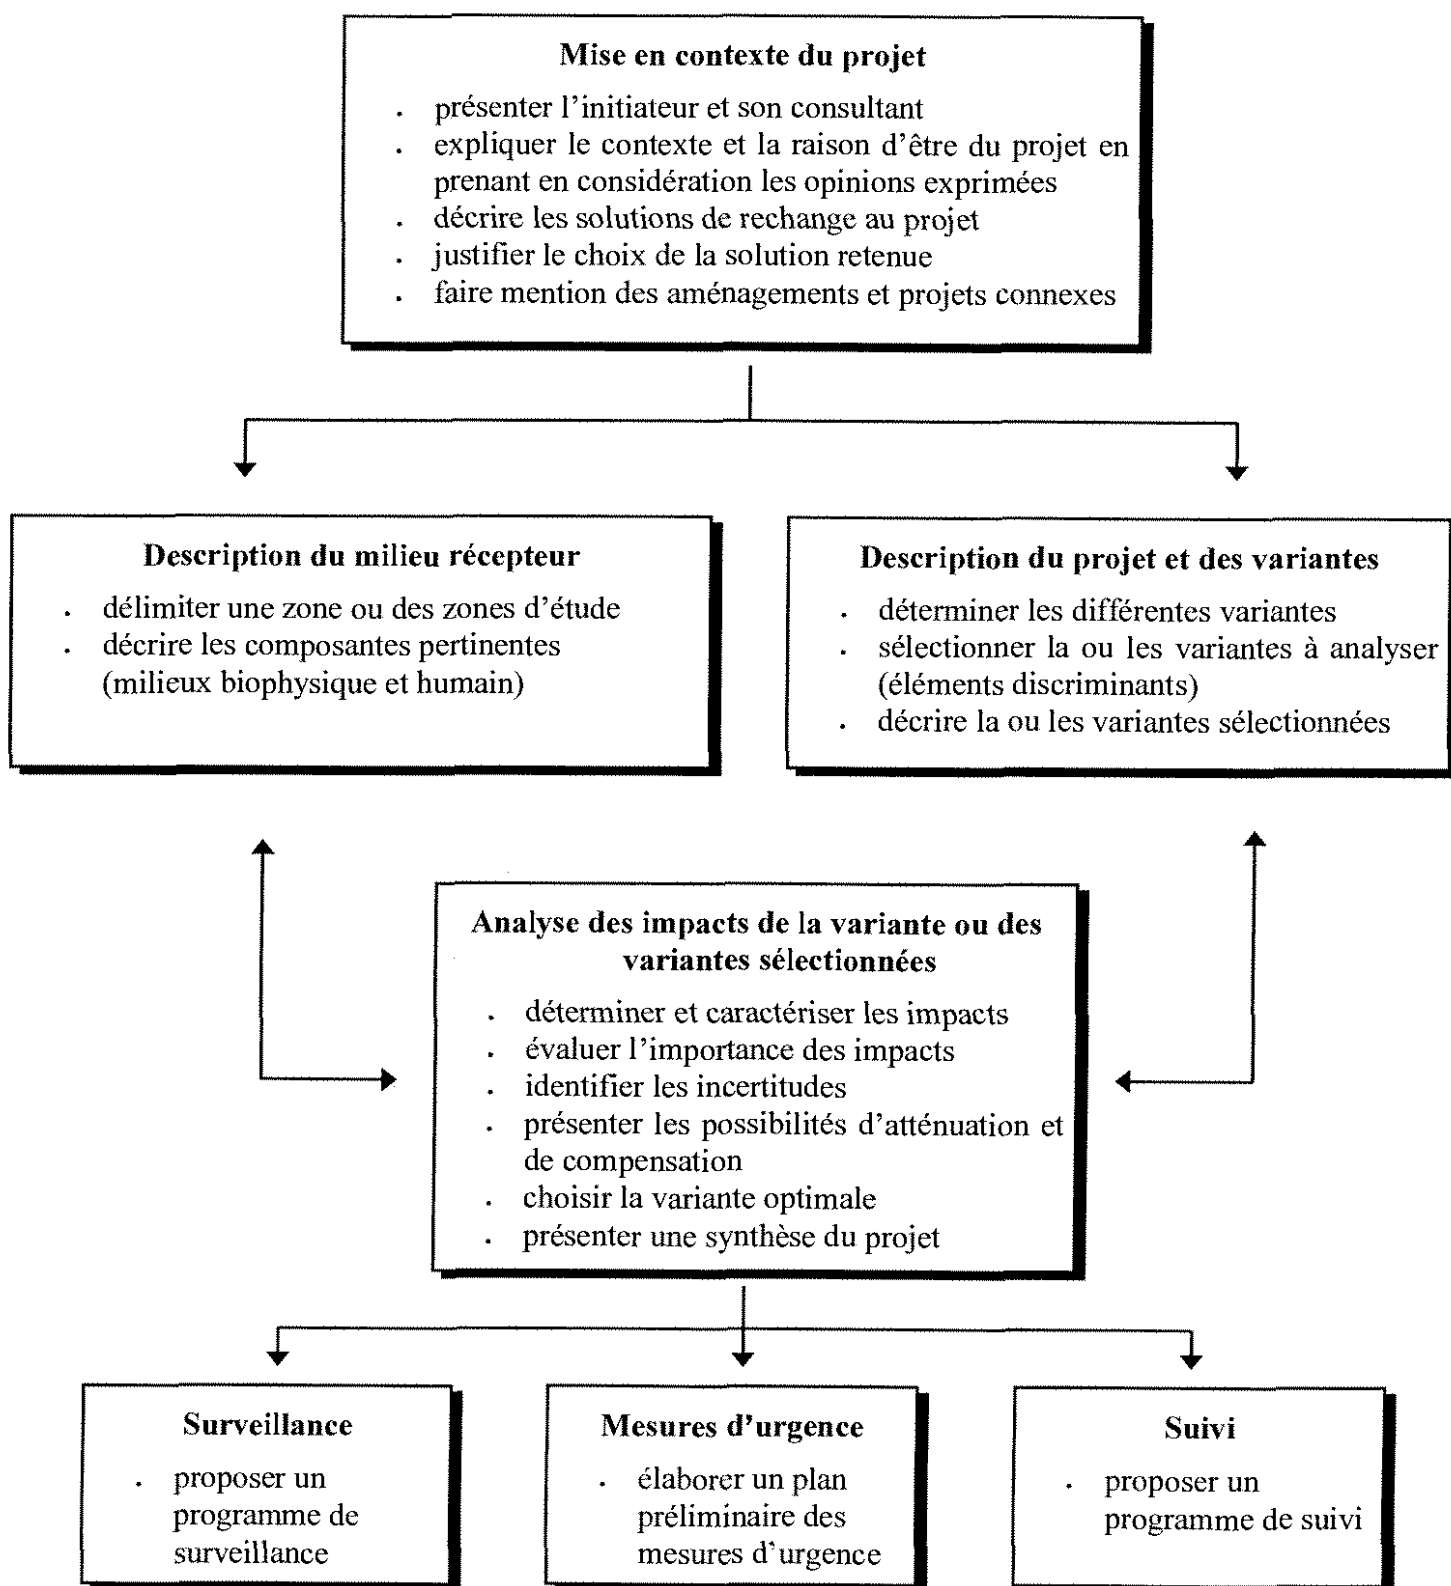 Mise en contexte du projet
. présenter l'initiateur et son consultant
. expliquer le contexte et la raison d'être du projet en
prenant en considération les opinions exprimées
. décrire les solutions de rechange au projet
. justifier le choix de la solution retenue
. faire mention des aménagements et projets connexes
Description du milieu récepteur
. délimiter une zone ou des zones d'étude
. décrire les composantes pertinentes
(milieux biophysique et humain)
Description du projet et des variantes
. déterminer les différentes variantes
. sélectionner la ou les variantes à analyser
(éléments discriminants)
. décrire la ou les variantes sélectionnées
Analyse des impacts de la variante ou des
variantes sélectionnées
. déterminer et caractériser les impacts
. évaluer l'importance des impacts
. identifier les incertitudes
. présenter les possibilités d'atténuation et
de compensation
. choisir la variante optimale
. présenter une synthèse du projet
Surveillance
. proposer un
programme de
surveillance
Mesures d'urgence
. élaborer un plan
préliminaire des
mesures d'urgence
Suivi
. proposer un
programme de suivi